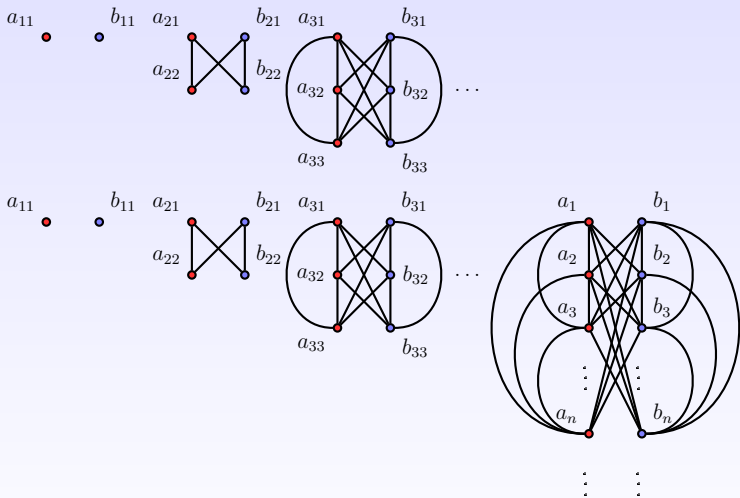 a₁₁ b₁₁ a₂₁ b₂₁ a₃₁ b₃₁
a₂₂ b₂₂ a₃₂ b₃₂ ⋯
a₃₃ b₃₃
a₁₁ b₁₁ a₂₁ b₂₁ a₃₁ b₃₁ a₁ b₁
a₂₂ b₂₂ a₃₂ b₃₂ ⋯ a₂ b₂
a₃₃ b₃₃ a₃ b₃
⋮ ⋮
aₙ bₙ
⋮ ⋮